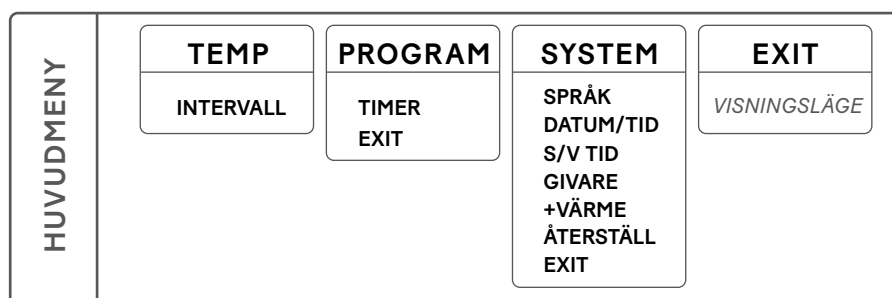 HUVUDMENY
TEMP
INTERVALL
PROGRAM
TIMER
EXIT
SYSTEM
SPRÅK
DATUM/TID
S/V TID
GIVARE
+VÄRME
ÅTERSTÄLL
EXIT
EXIT
VISNINGSLÄGE